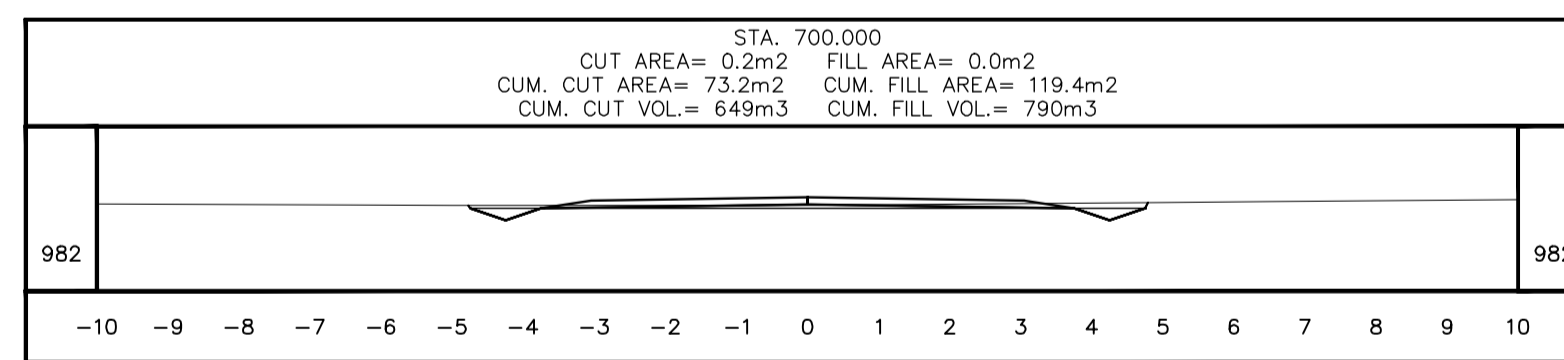 STA. 700.000
CUT AREA= 0.2m2 FILL AREA= 0.0m2
CUM. CUT AREA= 73.2m2 CUM. FILL AREA= 119.4m2
CUM. CUT VOL.= 649m3 CUM. FILL VOL.= 790m3
982 982
-10 -9 -8 -7 -6 -5 -4 -3 -2 -1 0 1 2 3 4 5 6 7 8 9 10